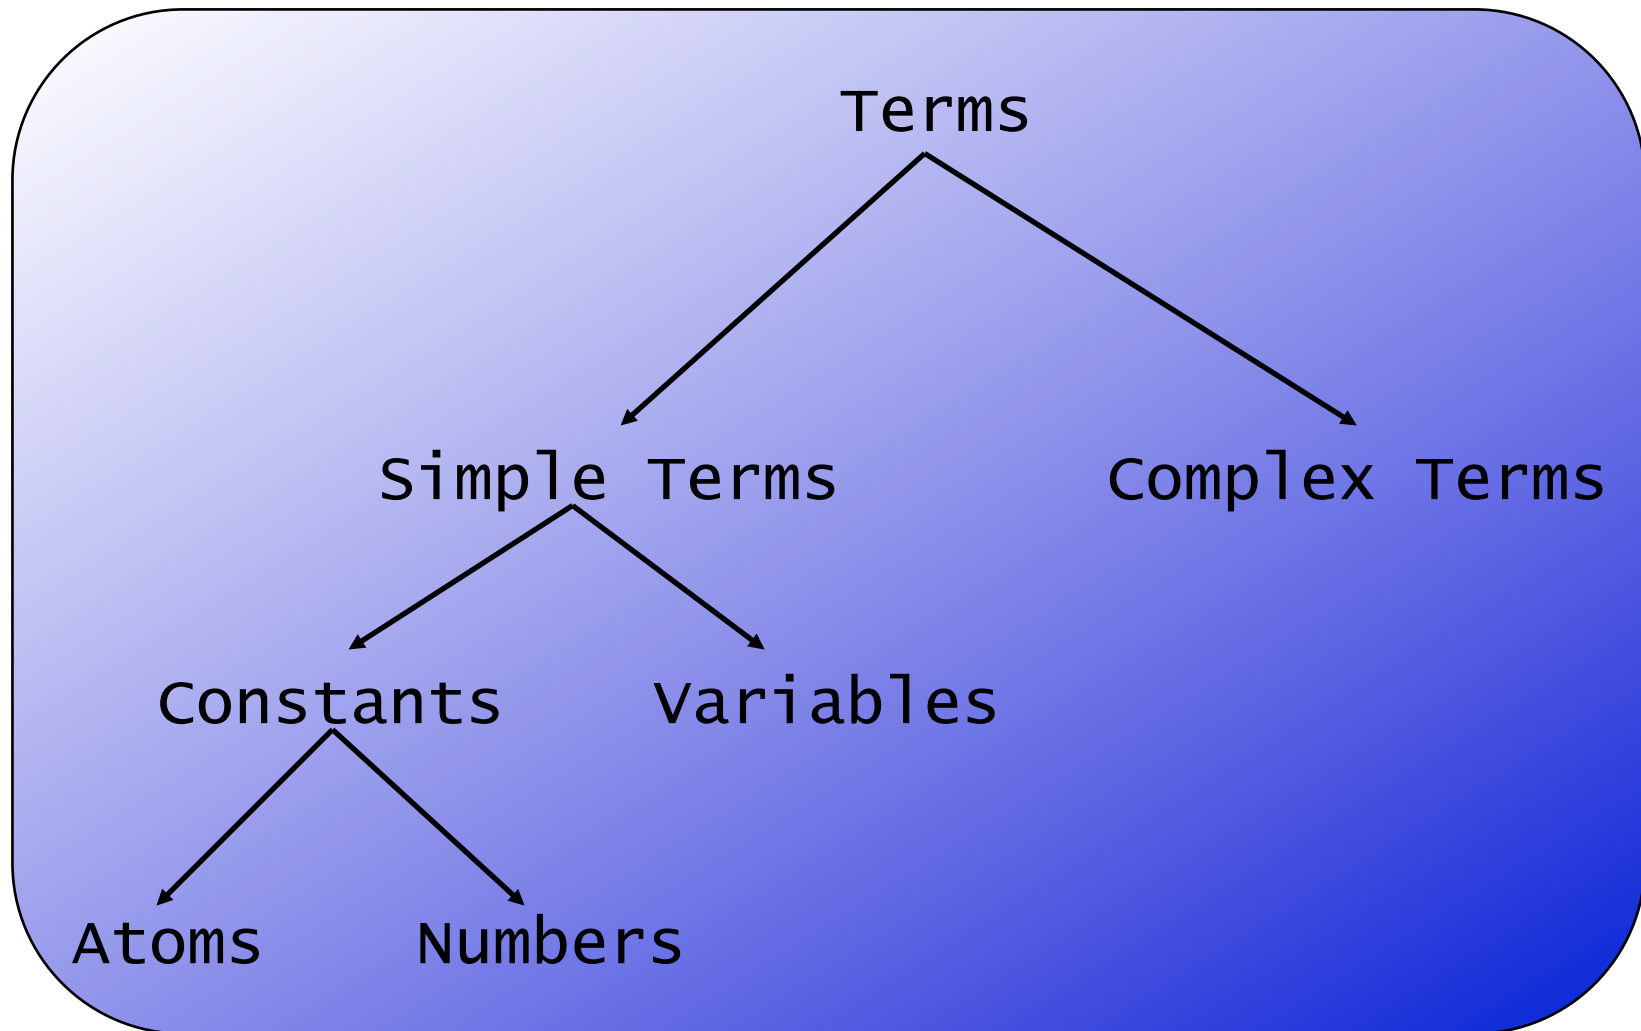 Terms
Simple Terms
Complex Terms
Constants
Variables
Atoms
Numbers